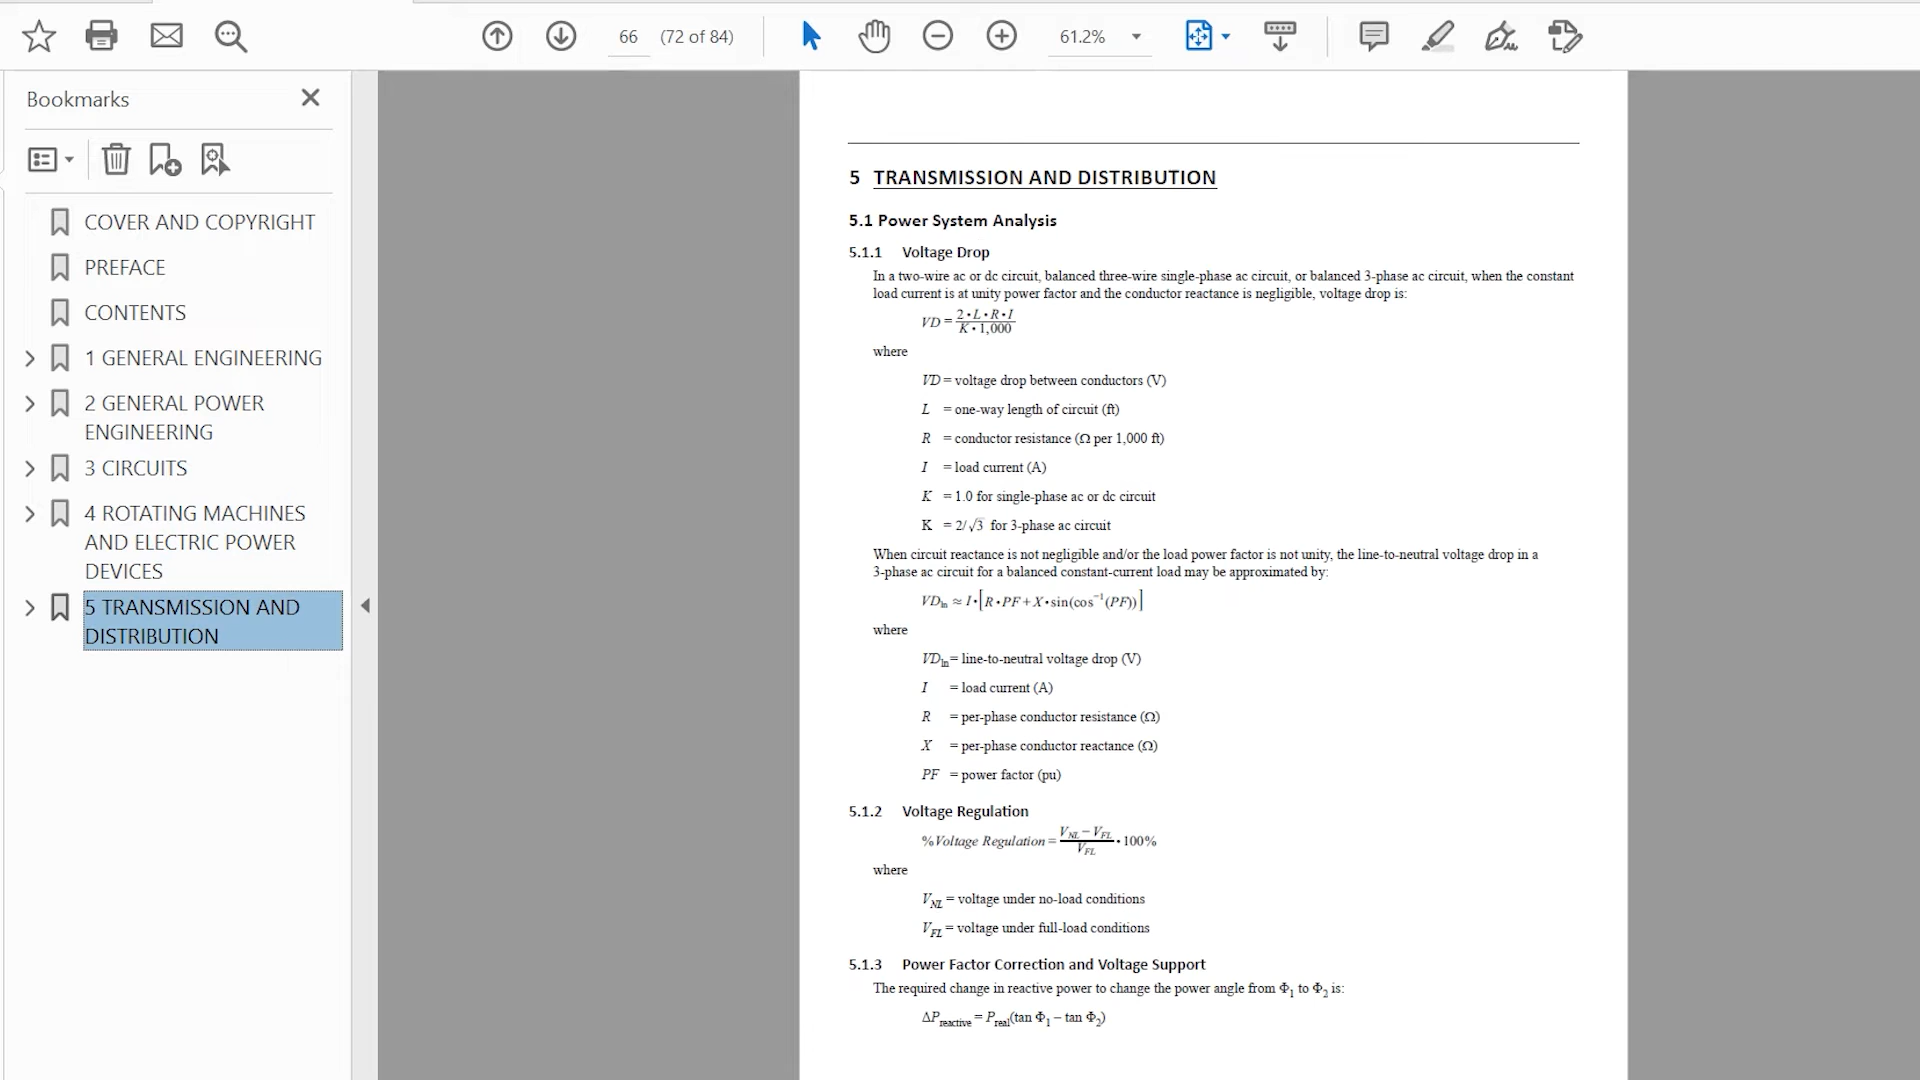 66 (72 of 84) 61.2%
Bookmarks
COVER AND COPYRIGHT
PREFACE
CONTENTS
1 GENERAL ENGINEERING
2 GENERAL POWER
ENGINEERING
3 CIRCUITS
4 ROTATING MACHINES
AND ELECTRIC POWER
DEVICES
5 TRANSMISSION AND
DISTRIBUTION
5 TRANSMISSION AND DISTRIBUTION
5.1 Power System Analysis
5.1.1 Voltage Drop
In a two-wire ac or dc circuit, balanced three-wire single-phase ac circuit, or balanced 3-phase ac circuit, when the constant
load current is at unity power factor and the conductor reactance is negligible, voltage drop is:
VD = 2•L•R•I / K•1,000
where
VD = voltage drop between conductors (V)
L = one-way length of circuit (ft)
R = conductor resistance (Ω per 1,000 ft)
I = load current (A)
K = 1.0 for single-phase ac or dc circuit
K = 2/√3 for 3-phase ac circuit
When circuit reactance is not negligible and/or the load power factor is not unity, the line-to-neutral voltage drop in a
3-phase ac circuit for a balanced constant-current load may be approximated by:
VDln ≈ I•[R•PF+X•sin(cos⁻¹(PF))]
where
VDln = line-to-neutral voltage drop (V)
I = load current (A)
R = per-phase conductor resistance (Ω)
X = per-phase conductor reactance (Ω)
PF = power factor (pu)
5.1.2 Voltage Regulation
% Voltage Regulation = VNL − VFL / VFL • 100%
where
VNL = voltage under no-load conditions
VFL = voltage under full-load conditions
5.1.3 Power Factor Correction and Voltage Support
The required change in reactive power to change the power angle from Φ1 to Φ2 is:
ΔPreactive = Preal(tan Φ1 − tan Φ2)